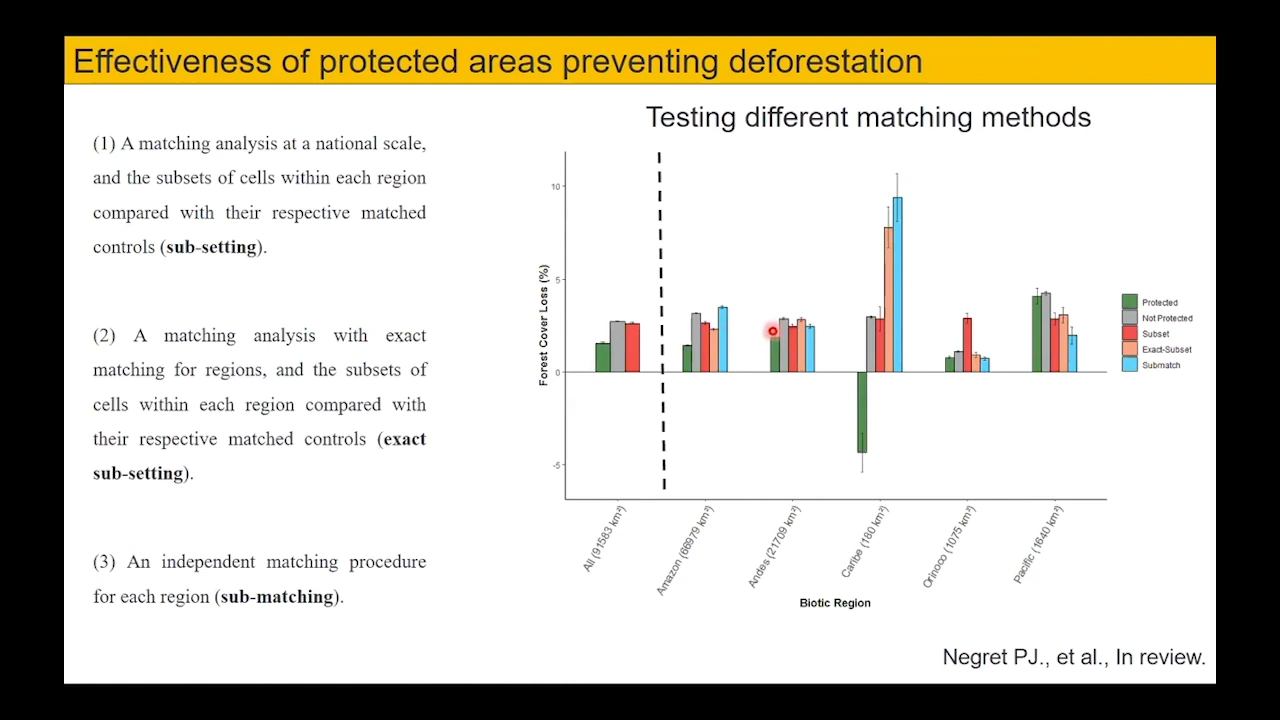 Effectiveness of protected areas preventing deforestation
(1) A matching analysis at a national scale,
and the subsets of cells within each region
compared with their respective matched
controls (sub-setting).
(2) A matching analysis with exact
matching for regions, and the subsets of
cells within each region compared with
their respective matched controls (exact
sub-setting).
(3) An independent matching procedure
for each region (sub-matching).
Testing different matching methods
10
5
0
-5
Forest Cover Loss (%)
All (91583 km²)
Amazon (66979 km²)
Andes (21709 km²)
Caribe (180 km²)
Orinoco (1075 km²)
Pacific (1640 km²)
Biotic Region
Protected
Not Protected
Subset
Exact-Subset
Submatch
Negret PJ., et al., In review.